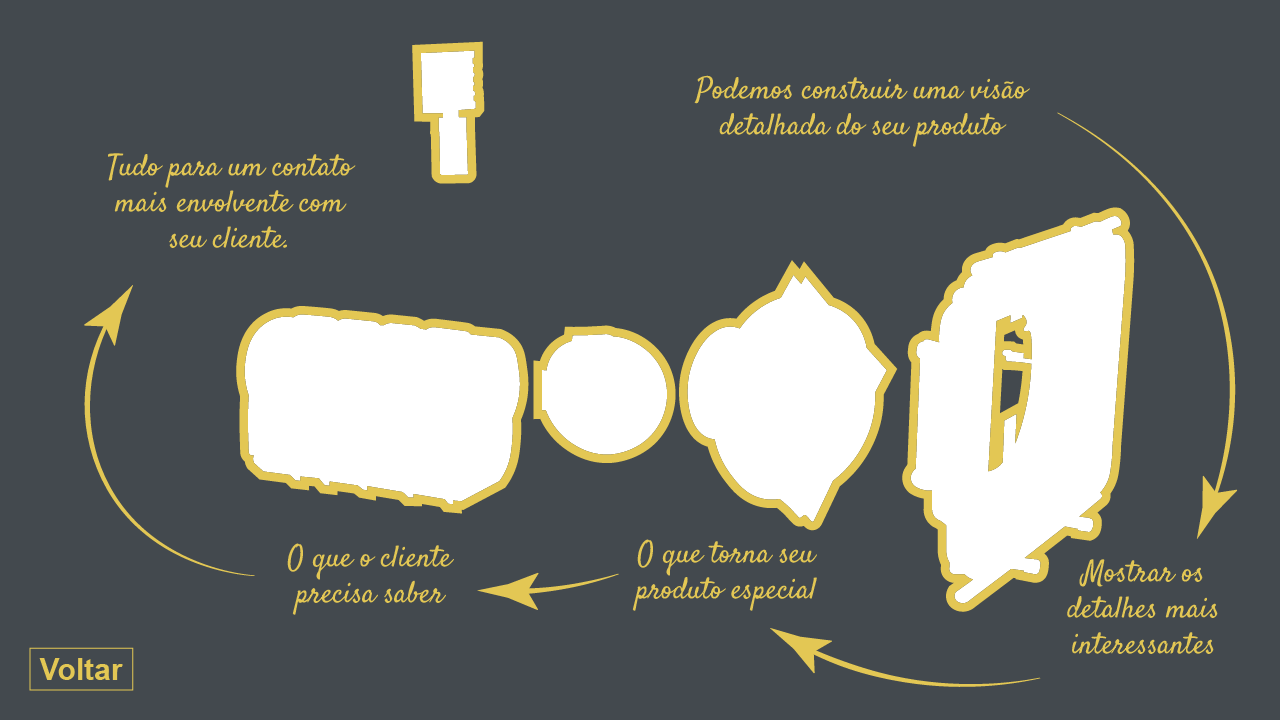 Podemos construir uma visão
detalhada do seu produto
Mostrar os
detalhes mais
interessantes
O que torna seu
produto especial
O que o cliente
precisa saber
Tudo para um contato
mais envolvente com
seu cliente.
Voltar